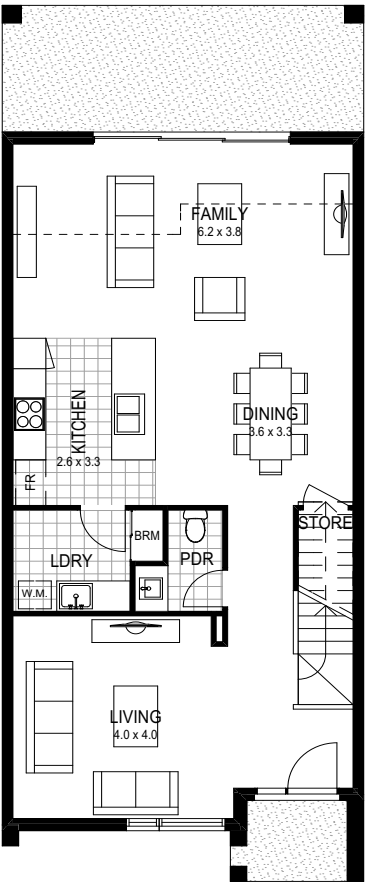 FAMILY
6.2 x 3.8
KITCHEN
2.6 x 3.3
DINING
3.6 x 3.3
FR
STORE
BRM
LDRY
PDR
W.M.
LIVING
4.0 x 4.0